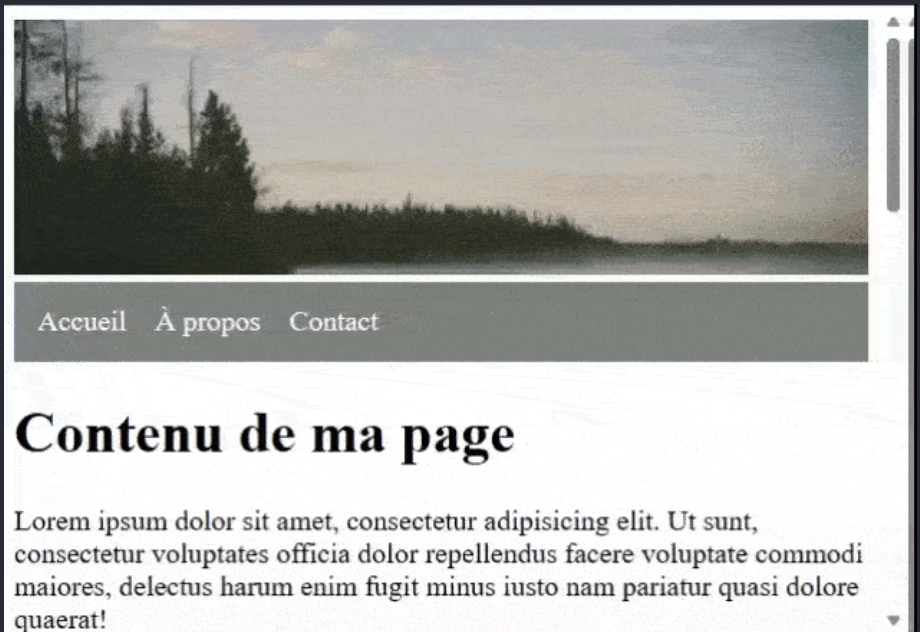 Accueil À propos Contact
Contenu de ma page
Lorem ipsum dolor sit amet, consectetur adipisicing elit. Ut sunt,
consectetur voluptates officia dolor repellendus facere voluptate commodi
maiores, delectus harum enim fugit minus iusto nam pariatur quasi dolore
quaerat!